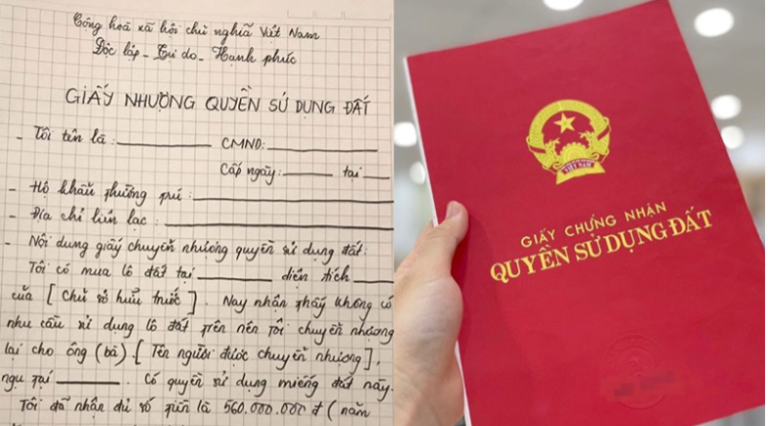 Cộng hoà xã hội chủ nghĩa Việt Nam
Độc lập - Tự do - Hạnh phúc
GIẤY NHƯỢNG QUYỀN SỬ DỤNG ĐẤT
- Tôi tên là: CMND:
Cấp ngày: tại
- Hộ khẩu thường trú:
- Địa chỉ liên lạc:
- Nội dung giấy chuyển nhượng quyền sử dụng đất:
Tôi có mua lô đất tại diện tích
của [Chủ sở hữu trước]. Nay nhận thấy không có
nhu cầu sử dụng lô đất trên nên tôi chuyển nhượng
lại cho ông (bà) [Tên người được chuyển nhượng],
ngụ tại . Có quyền sử dụng miếng đất này.
Tôi đã nhận đủ số tiền là 560.000.000 đ (năm
VIỆT NAM
GIẤY CHỨNG NHẬN
QUYỀN SỬ DỤNG ĐẤT